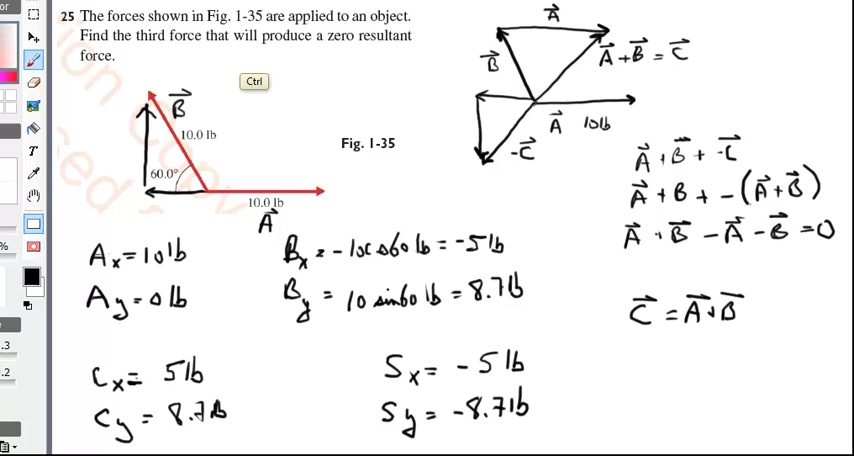 25 The forces shown in Fig. 1-35 are applied to an object.
Find the third force that will produce a zero resultant
force.
Ctrl
B
10.0 lb
60.0°
10.0 lb
A
Fig. 1-35
A
B
A + B = C
A 10 lb
-C
A + B + -C
A + B + -(A + B)
A + B - A - B = 0
C = A + B
Ax = 10 lb
Ay = 0 lb
Bx = -10 cos 60 lb = -5 lb
By = 10 sin 60 lb = 8.7 lb
Cx = 5 lb
Cy = 8.7 lb
Sx = -5 lb
Sy = -8.7 lb
T
%
.3
.2